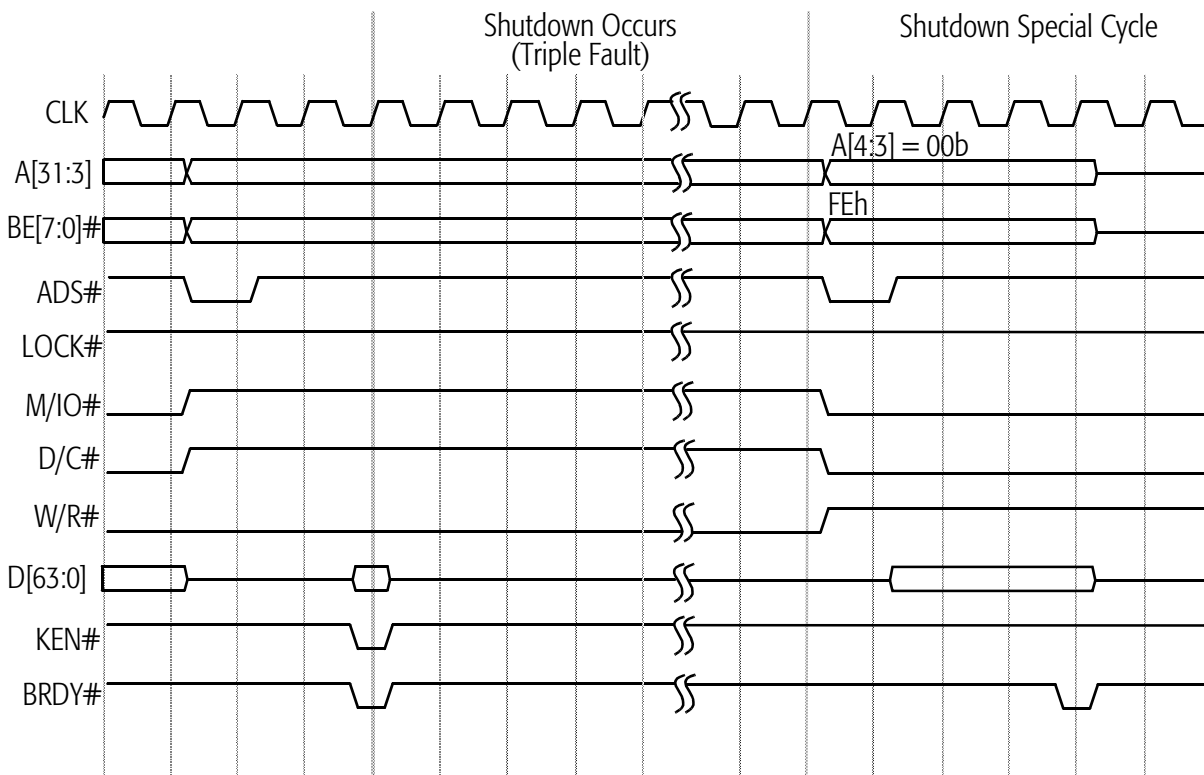 Shutdown Occurs
(Triple Fault)
Shutdown Special Cycle
CLK
A[4:3] = 00b
A[31:3]
FEh
BE[7:0]#
ADS#
LOCK#
M/IO#
D/C#
W/R#
D[63:0]
KEN#
BRDY#